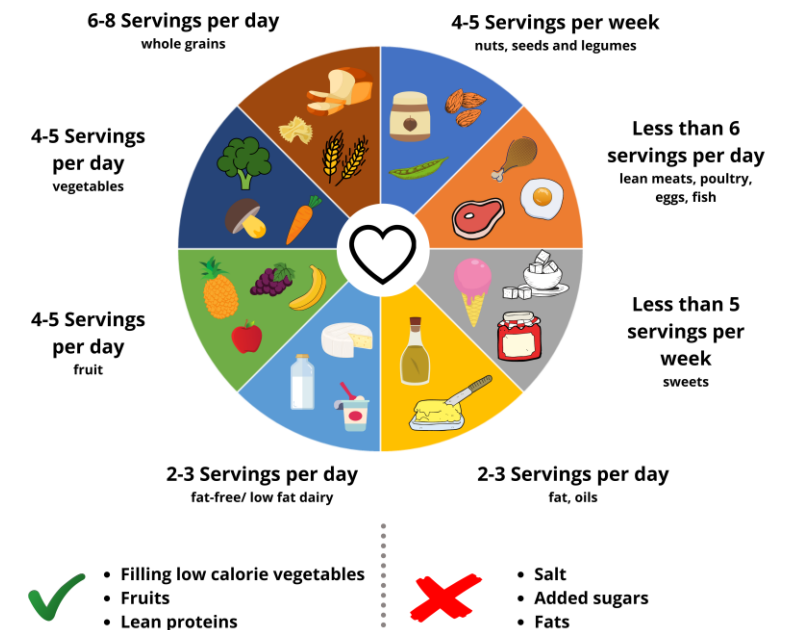 6-8 Servings per day
whole grains
4-5 Servings per week
nuts, seeds and legumes
4-5 Servings
per day
vegetables
Less than 6
servings per day
lean meats, poultry,
eggs, fish
4-5 Servings
per day
fruit
Less than 5
servings per
week
sweets
2-3 Servings per day
fat-free/ low fat dairy
2-3 Servings per day
fat, oils
• Filling low calorie vegetables
• Fruits
• Lean proteins
• Salt
• Added sugars
• Fats